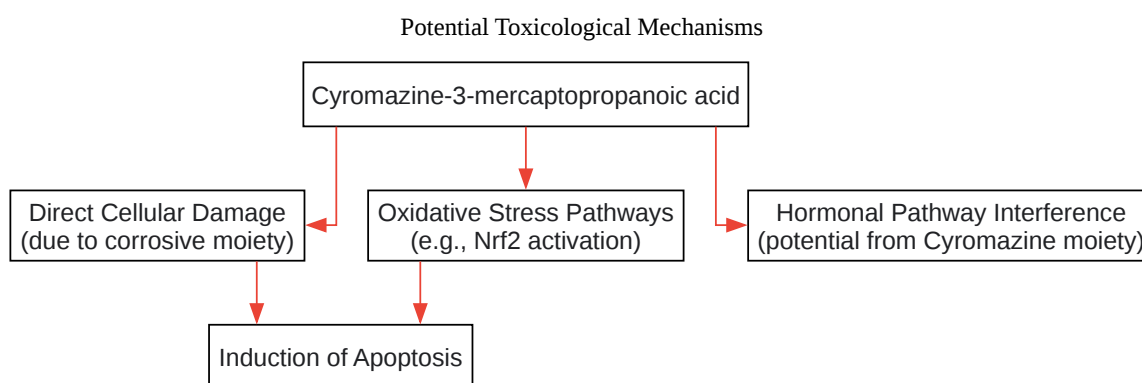 Potential Toxicological Mechanisms
Cyromazine-3-mercaptopropanoic acid
Direct Cellular Damage
(due to corrosive moiety)
Oxidative Stress Pathways
(e.g., Nrf2 activation)
Hormonal Pathway Interference
(potential from Cyromazine moiety)
Induction of Apoptosis